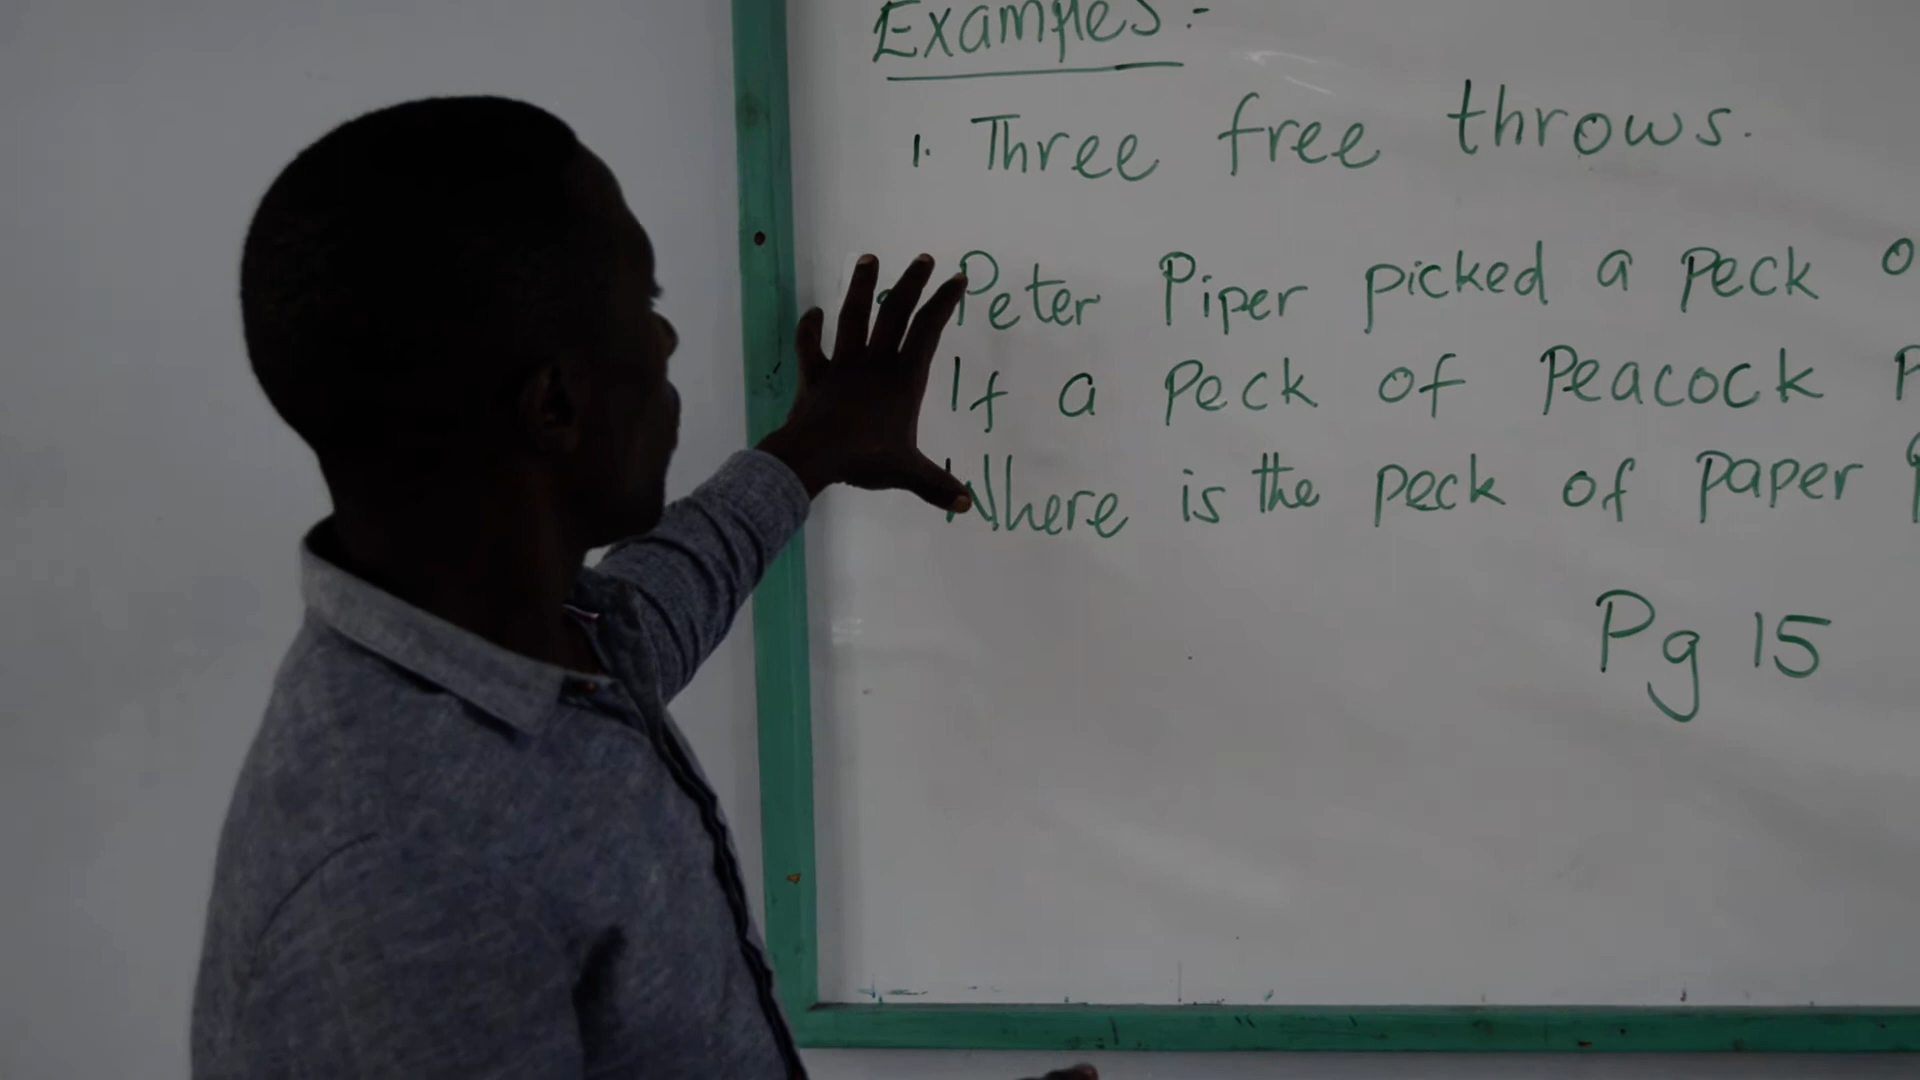 Examples:-
1. Three free throws.
Peter Piper picked a peck
If a peck of Peacock
Where is the peck of paper
Pg 15